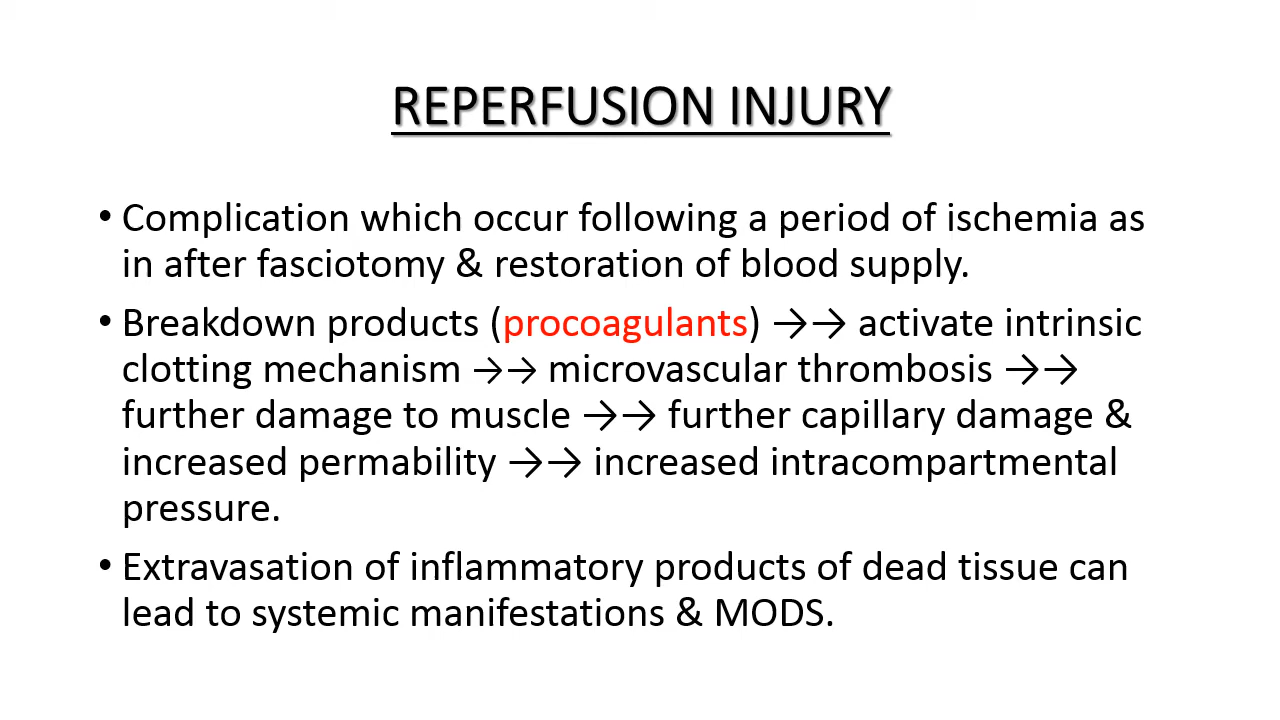 REPERFUSION INJURY
• Complication which occur following a period of ischemia as
in after fasciotomy & restoration of blood supply.
• Breakdown products (procoagulants) →→ activate intrinsic
clotting mechanism →→ microvascular thrombosis →→
further damage to muscle →→ further capillary damage &
increased permability →→ increased intracompartmental
pressure.
• Extravasation of inflammatory products of dead tissue can
lead to systemic manifestations & MODS.